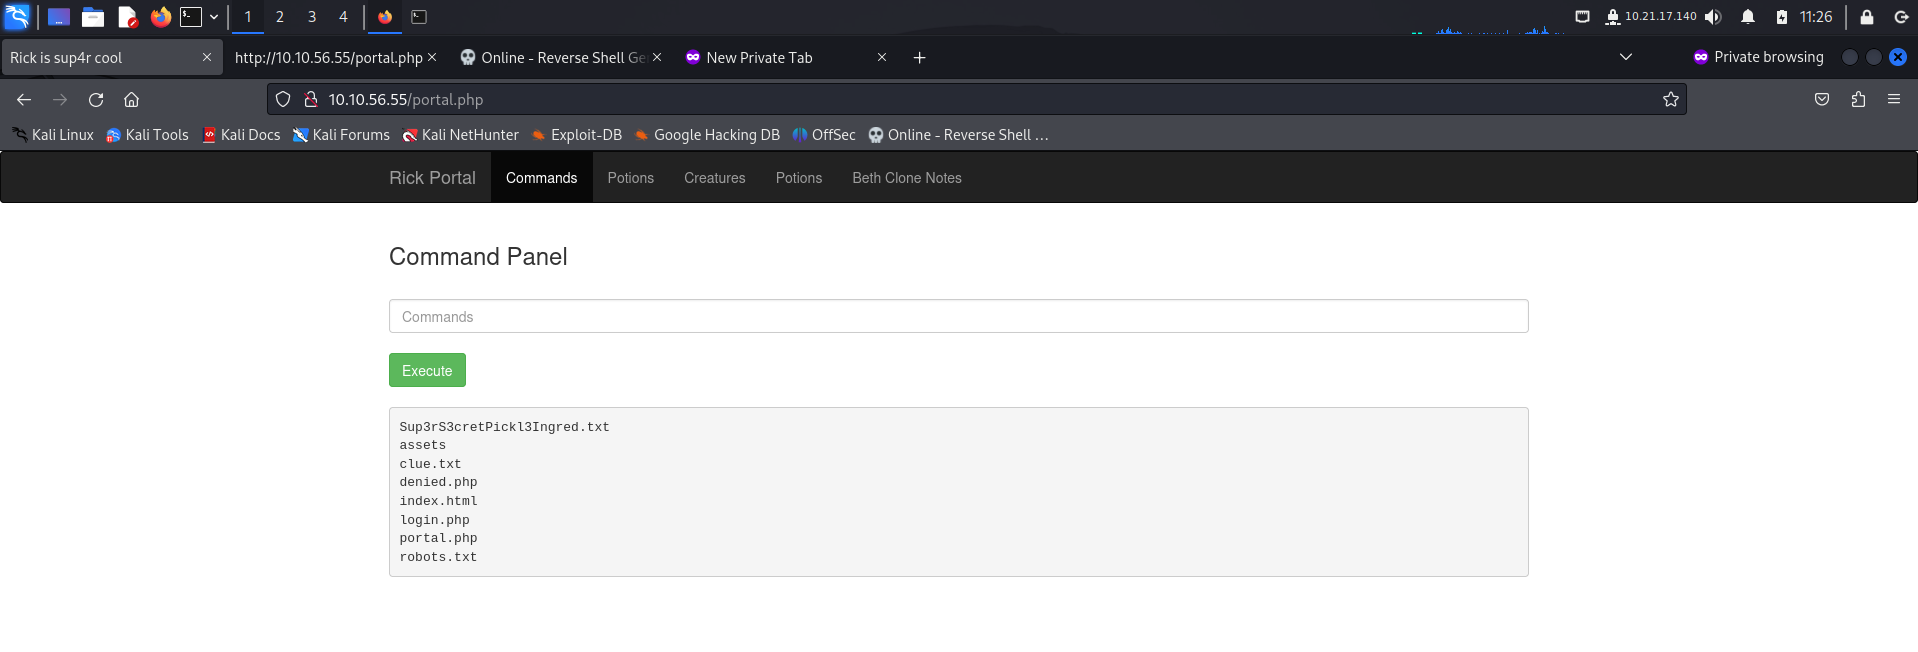 1 2 3 4 10.21.17.140 11:26
Rick is sup4r cool http://10.10.56.55/portal.php Online - Reverse Shell Ge New Private Tab Private browsing
10.10.56.55/portal.php
Kali Linux Kali Tools Kali Docs Kali Forums Kali NetHunter Exploit-DB Google Hacking DB OffSec Online - Reverse Shell …
Rick Portal Commands Potions Creatures Potions Beth Clone Notes
Command Panel
Commands
Execute
Sup3rS3cretPickl3Ingred.txt
assets
clue.txt
denied.php
index.html
login.php
portal.php
robots.txt